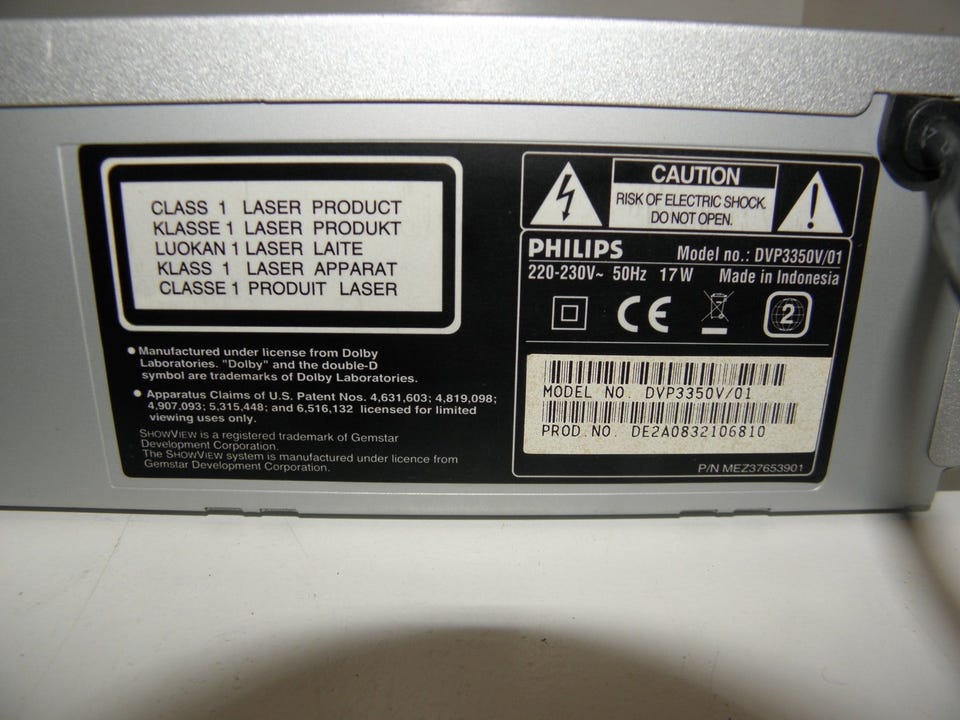 CLASS 1 LASER PRODUCT
KLASSE 1 LASER PRODUKT
LUOKAN 1 LASER LAITE
KLASS 1 LASER APPARAT
CLASSE 1 PRODUIT LASER
● Manufactured under license from Dolby
Laboratories. "Dolby" and the double-D
symbol are trademarks of Dolby Laboratories.
● Apparatus Claims of U.S. Patent Nos. 4,631,603; 4,819,098;
4,907,093; 5,315,448; and 6,516,132 licensed for limited
viewing uses only.
SHOWVIEW is a registered trademark of Gemstar
Development Corporation.
The SHOWVIEW system is manufactured under licence from
Gemstar Development Corporation.
CAUTION
RISK OF ELECTRIC SHOCK.
DO NOT OPEN.
PHILIPS Model no.: DVP3350V/01
220-230V~ 50Hz 17W Made in Indonesia
CE
2
MODEL NO. DVP3350V/01
PROD.NO. DE2A0832106810
P/N MEZ37653901